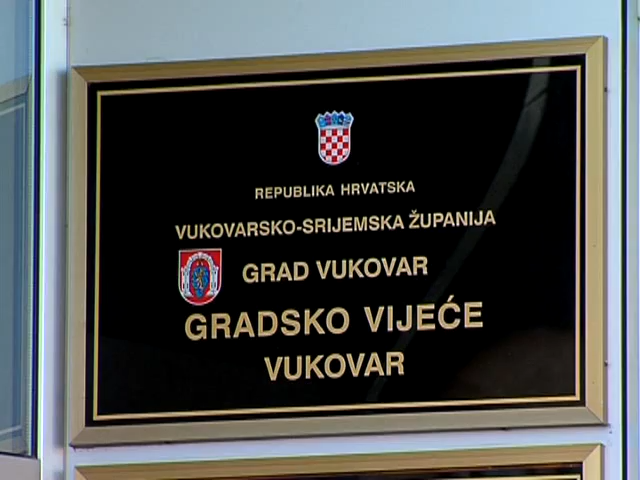 REPUBLIKA HRVATSKA
VUKOVARSKO-SRIJEMSKA ŽUPANIJA
GRAD VUKOVAR
GRADSKO VIJEĆE
VUKOVAR